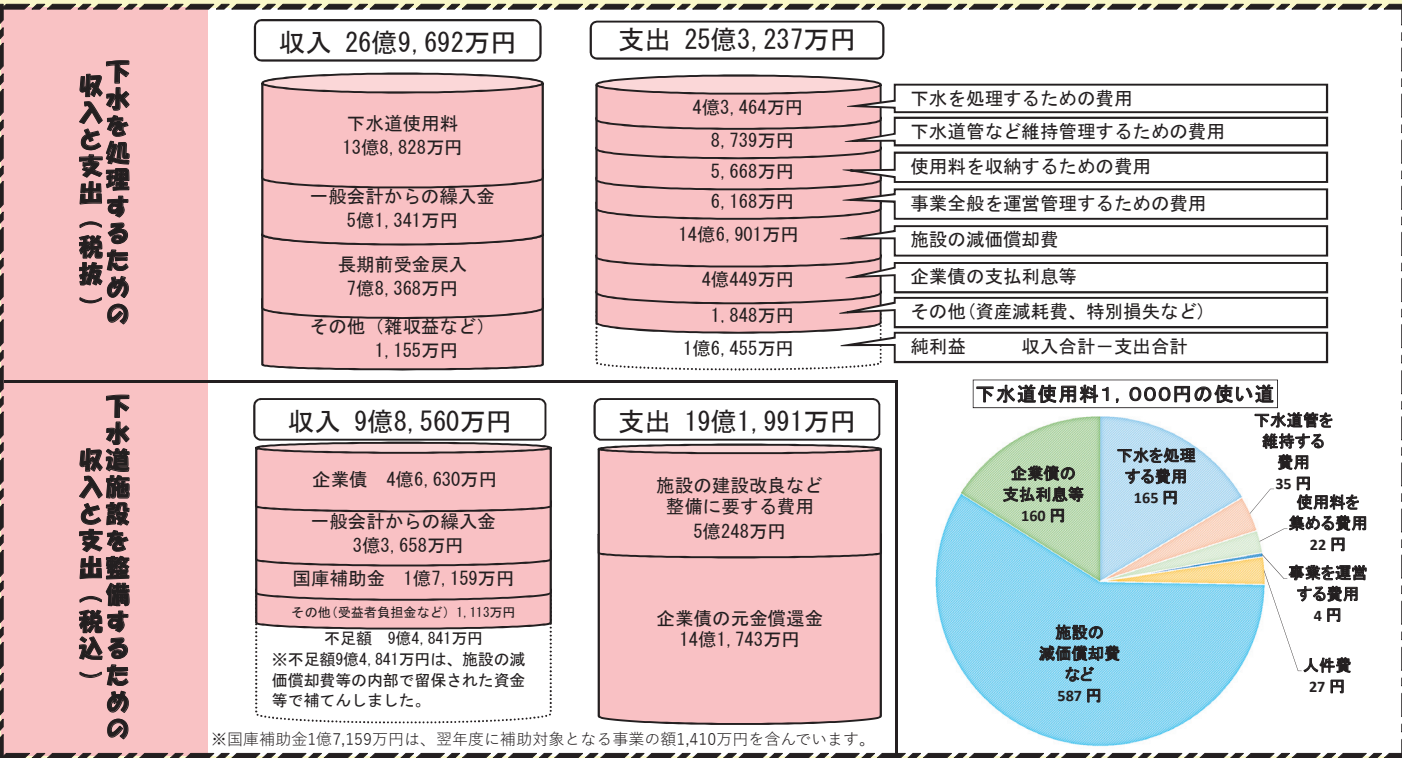 下水を処理するための
収入と支出（税抜）
収入 26億9,692万円
下水道使用料
13億8,828万円
一般会計からの繰入金
5億1,341万円
長期前受金戻入
7億8,368万円
その他（雑収益など）
1,155万円
支出 25億3,237万円
4億3,464万円
下水を処理するための費用
8,739万円
下水道管など維持管理するための費用
5,668万円
使用料を収納するための費用
6,168万円
事業全般を運営管理するための費用
14億6,901万円
施設の減価償却費
4億449万円
企業債の支払利息等
1,848万円
その他(資産減耗費、特別損失など)
1億6,455万円
純利益　　収入合計－支出合計
下水道施設を整備するための
収入と支出（税込）
収入 9億8,560万円
企業債 4億6,630万円
一般会計からの繰入金
3億3,658万円
国庫補助金 1億7,159万円
その他(受益者負担金など) 1,113万円
不足額 9億4,841万円
※不足額9億4,841万円は、施設の減
価償却費等の内部で留保された資金
等で補てんしました。
支出 19億1,991万円
施設の建設改良など
整備に要する費用
5億248万円
企業債の元金償還金
14億1,743万円
※国庫補助金1億7,159万円は、翌年度に補助対象となる事業の額1,410万円を含んでいます。
下水道使用料1,000円の使い道
下水を処理
する費用
165 円
下水道管を
維持する
費用
35 円
使用料を
集める費用
22 円
事業を運営
する費用
4 円
人件費
27 円
施設の
減価償却費
など
587 円
企業債の
支払利息等
160 円